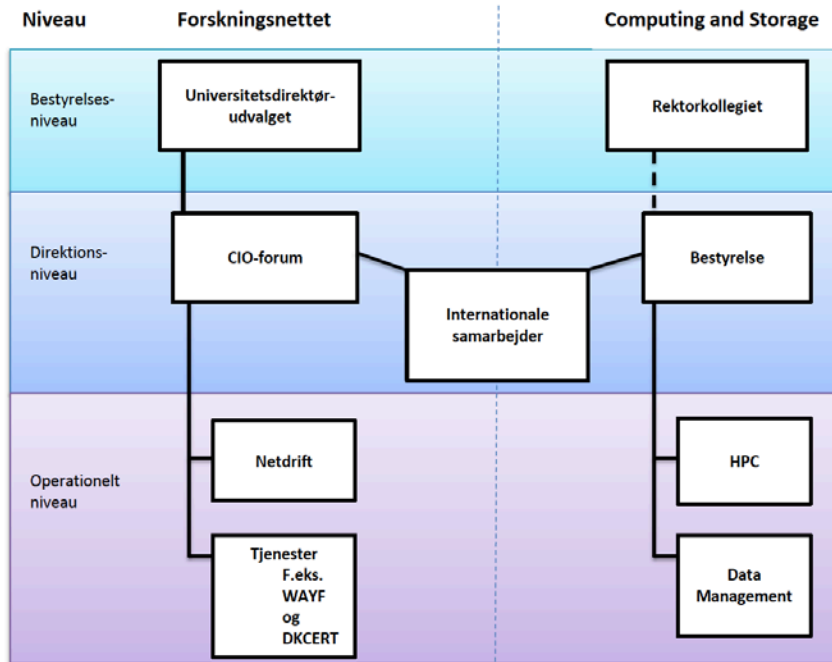 Niveau
Forskningsnettet
Computing and Storage
Bestyrelses-
niveau
Universitetsdirektør-
udvalget
Rektorkollegiet
Direktions-
niveau
CIO-forum
Internationale
samarbejder
Bestyrelse
Operationelt
niveau
Netdrift
HPC
Tjenester
F.eks.
WAYF
og
DKCERT
Data
Management